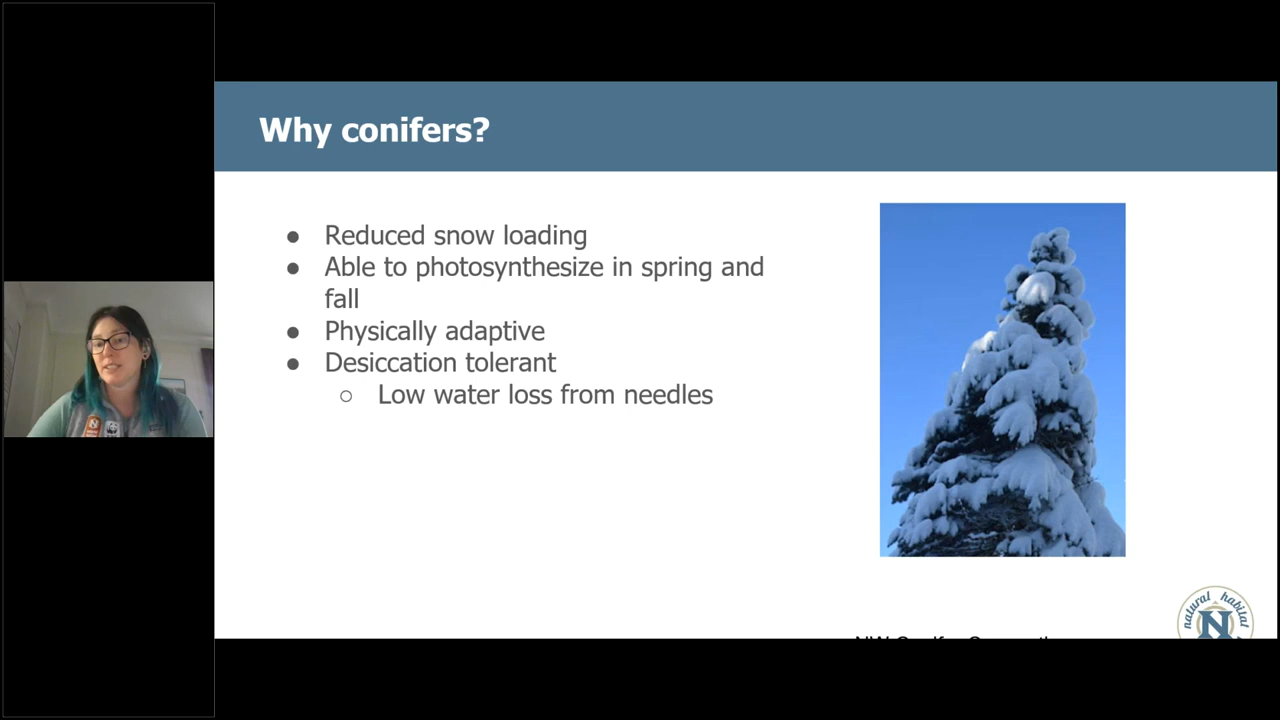 Why conifers?
● Reduced snow loading
● Able to photosynthesize in spring and
fall
● Physically adaptive
● Desiccation tolerant
○ Low water loss from needles
natural habitat
N